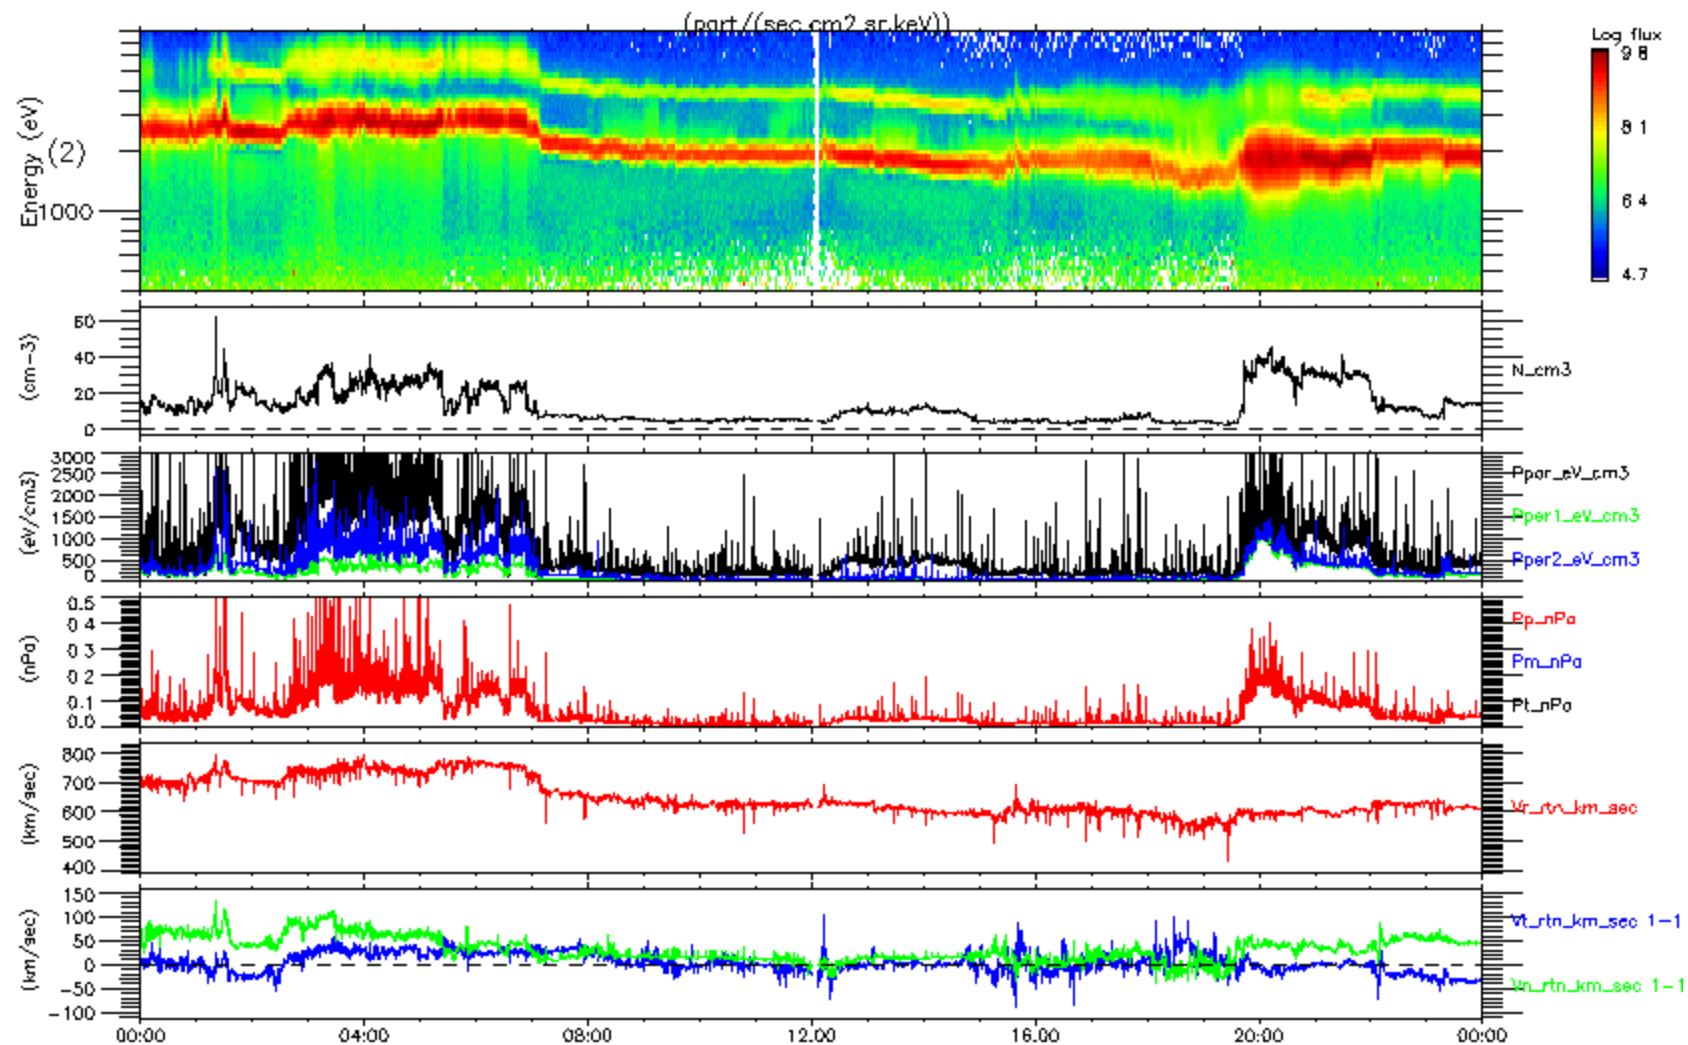 (part/((sec cm2 sr.keV))
Log flux
9 8
8 1
6 4
4.7
Energy (eV)
(2)
1000
(cm-3)
60
40
20
0
N_cm3
(eV/cm3)
3000
2500
2000
1500
1000
500
0
Ppar_eV_cm3
Pper1_eV_cm3
Pper2_eV_cm3
(nPa)
0.5
0 4
0.3
0 2
0.1
0.0
Pp_nPa
Pm_nPa
Pt_nPa
(km/sec)
800
700
600
500
400
Vr_rtn_km_sec
(km/sec)
150
100
50
0
-50
-100
Vt_rtn_km_sec 1-1
Vn_rtn_km_sec 1-1
00:00 04:00 08:00 12.00 16.00 20:00 00:00